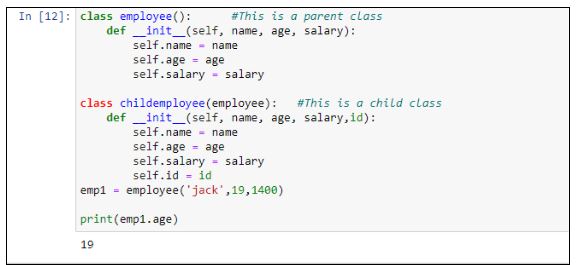 In [12]: class employee():     #This is a parent class
    def __init__(self, name, age, salary):
        self.name = name
        self.age = age
        self.salary = salary
class childemployee(employee):   #This is a child class
    def __init__(self, name, age, salary,id):
        self.name = name
        self.age = age
        self.salary = salary
        self.id = id
emp1 = employee('jack',19,1400)
print(emp1.age)
19